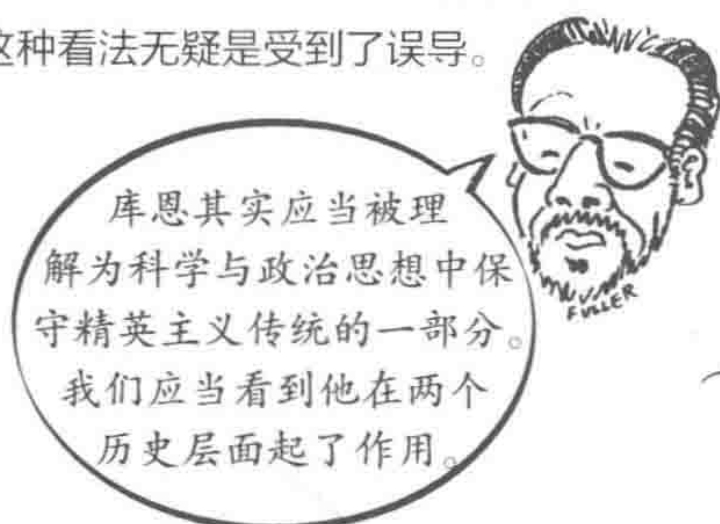 这种看法无疑是受到了误导。
库恩其实应当被理
解为科学与政治思想中保
守精英主义传统的一部分。
我们应当看到他在两个
历史层面起了作用。
FULLER